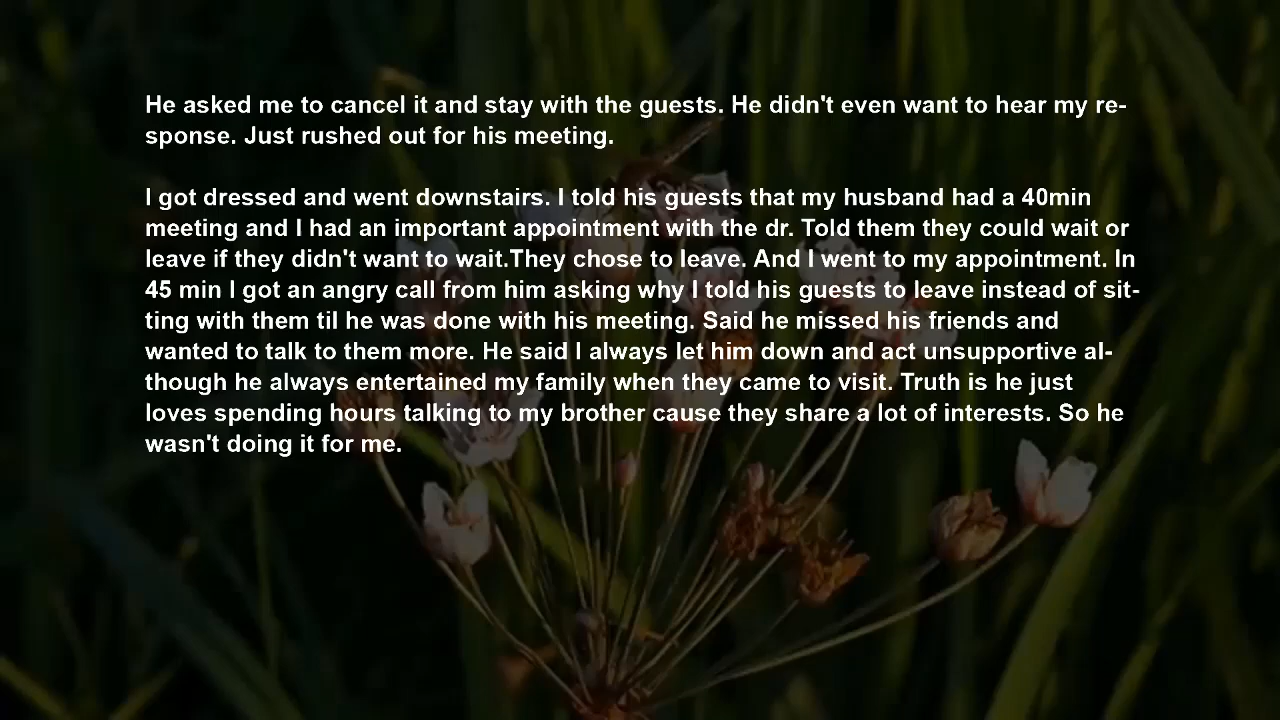 He asked me to cancel it and stay with the guests. He didn't even want to hear my re-
sponse. Just rushed out for his meeting.
I got dressed and went downstairs. I told his guests that my husband had a 40min
meeting and I had an important appointment with the dr. Told them they could wait or
leave if they didn't want to wait.They chose to leave. And I went to my appointment. In
45 min I got an angry call from him asking why I told his guests to leave instead of sit-
ting with them til he was done with his meeting. Said he missed his friends and
wanted to talk to them more. He said I always let him down and act unsupportive al-
though he always entertained my family when they came to visit. Truth is he just
loves spending hours talking to my brother cause they share a lot of interests. So he
wasn't doing it for me.